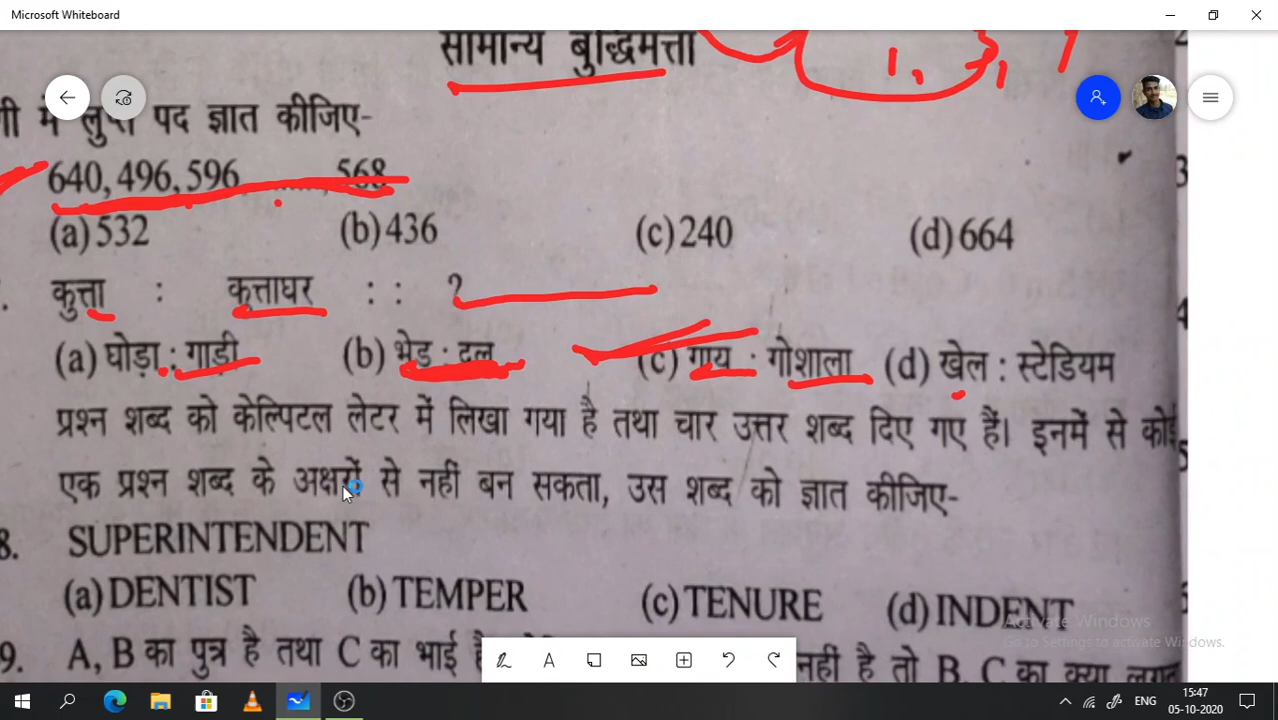 Microsoft Whiteboard
सामान्य बुद्धिमत्ता
1,
में लुप्त पद ज्ञात कीजिए-
640, 496, 596 ......, 568
(a) 532 (b) 436 (c) 240 (d) 664
कुत्ता : कुत्ताघर : : ?
(a) घोड़ा : गाड़ी (b) भेड़ : दल (c) गाय : गोशाला (d) खेल : स्टेडियम
प्रश्न शब्द को केल्पिटल लेटर में लिखा गया है तथा चार उत्तर शब्द दिए गए हैं। इनमें से कोई
एक प्रश्न शब्द के अक्षरों से नहीं बन सकता, उस शब्द को ज्ञात कीजिए-
8. SUPERINTENDENT
(a) DENTIST (b) TEMPER (c) TENURE (d) INDENT
9. A, B का पुत्र है तथा C का भाई है नहीं है तो B, C का क्या
Activate Windows
Go to Settings to activate Windows.
A
ENG
15:47
05-10-2020